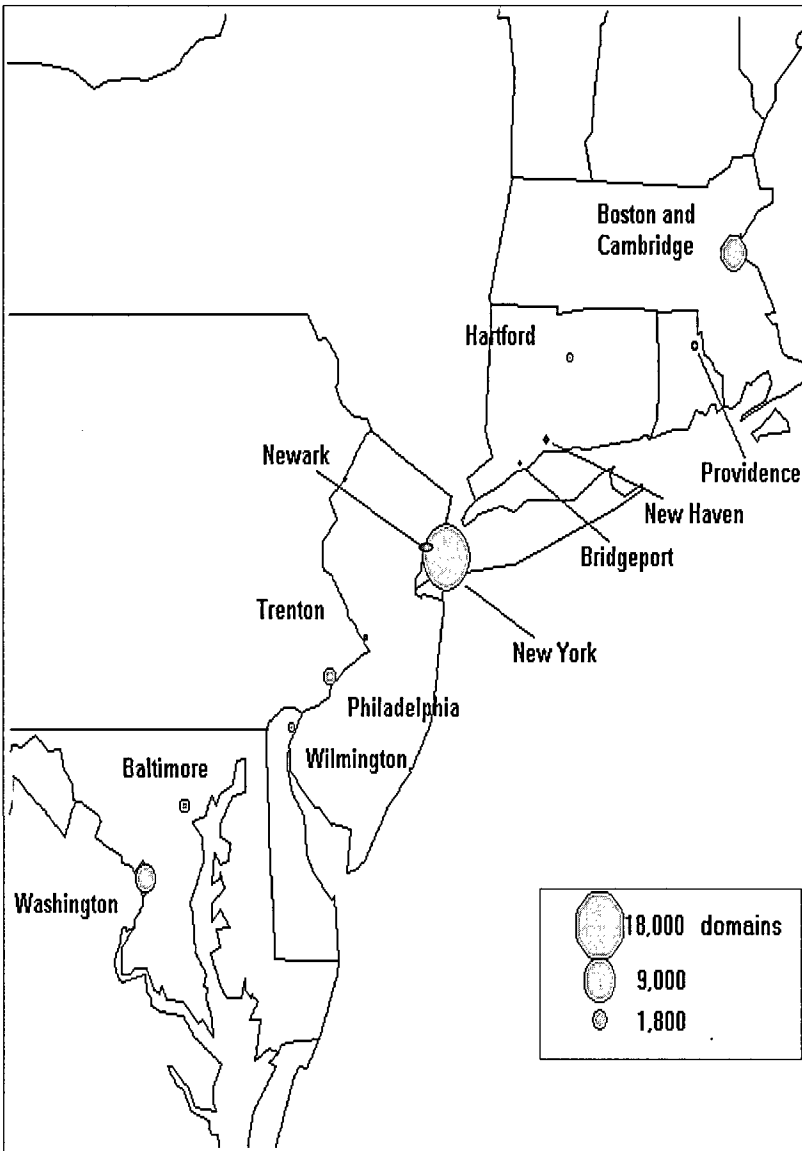 Boston and
Cambridge
Hartford
Newark
Providence
New Haven
Bridgeport
Trenton
New York
Philadelphia
Wilmington
Baltimore
Washington
18,000 domains
9,000
1,800